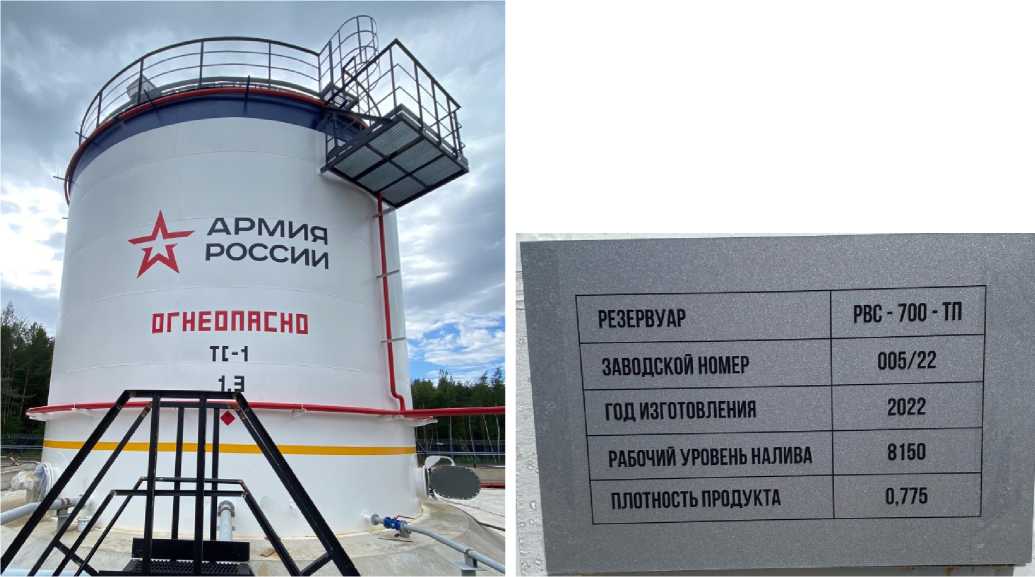 АРМИЯ
РОССИИ
ОГНЕОПАСНО
ТС-1
1.3
РЕЗЕРВУАР РВС - 700 - ТП
ЗАВОДСКОЙ НОМЕР 005/22
ГОД ИЗГОТОВЛЕНИЯ 2022
РАБОЧИЙ УРОВЕНЬ НАЛИВА 8150
ПЛОТНОСТЬ ПРОДУКТА 0,775